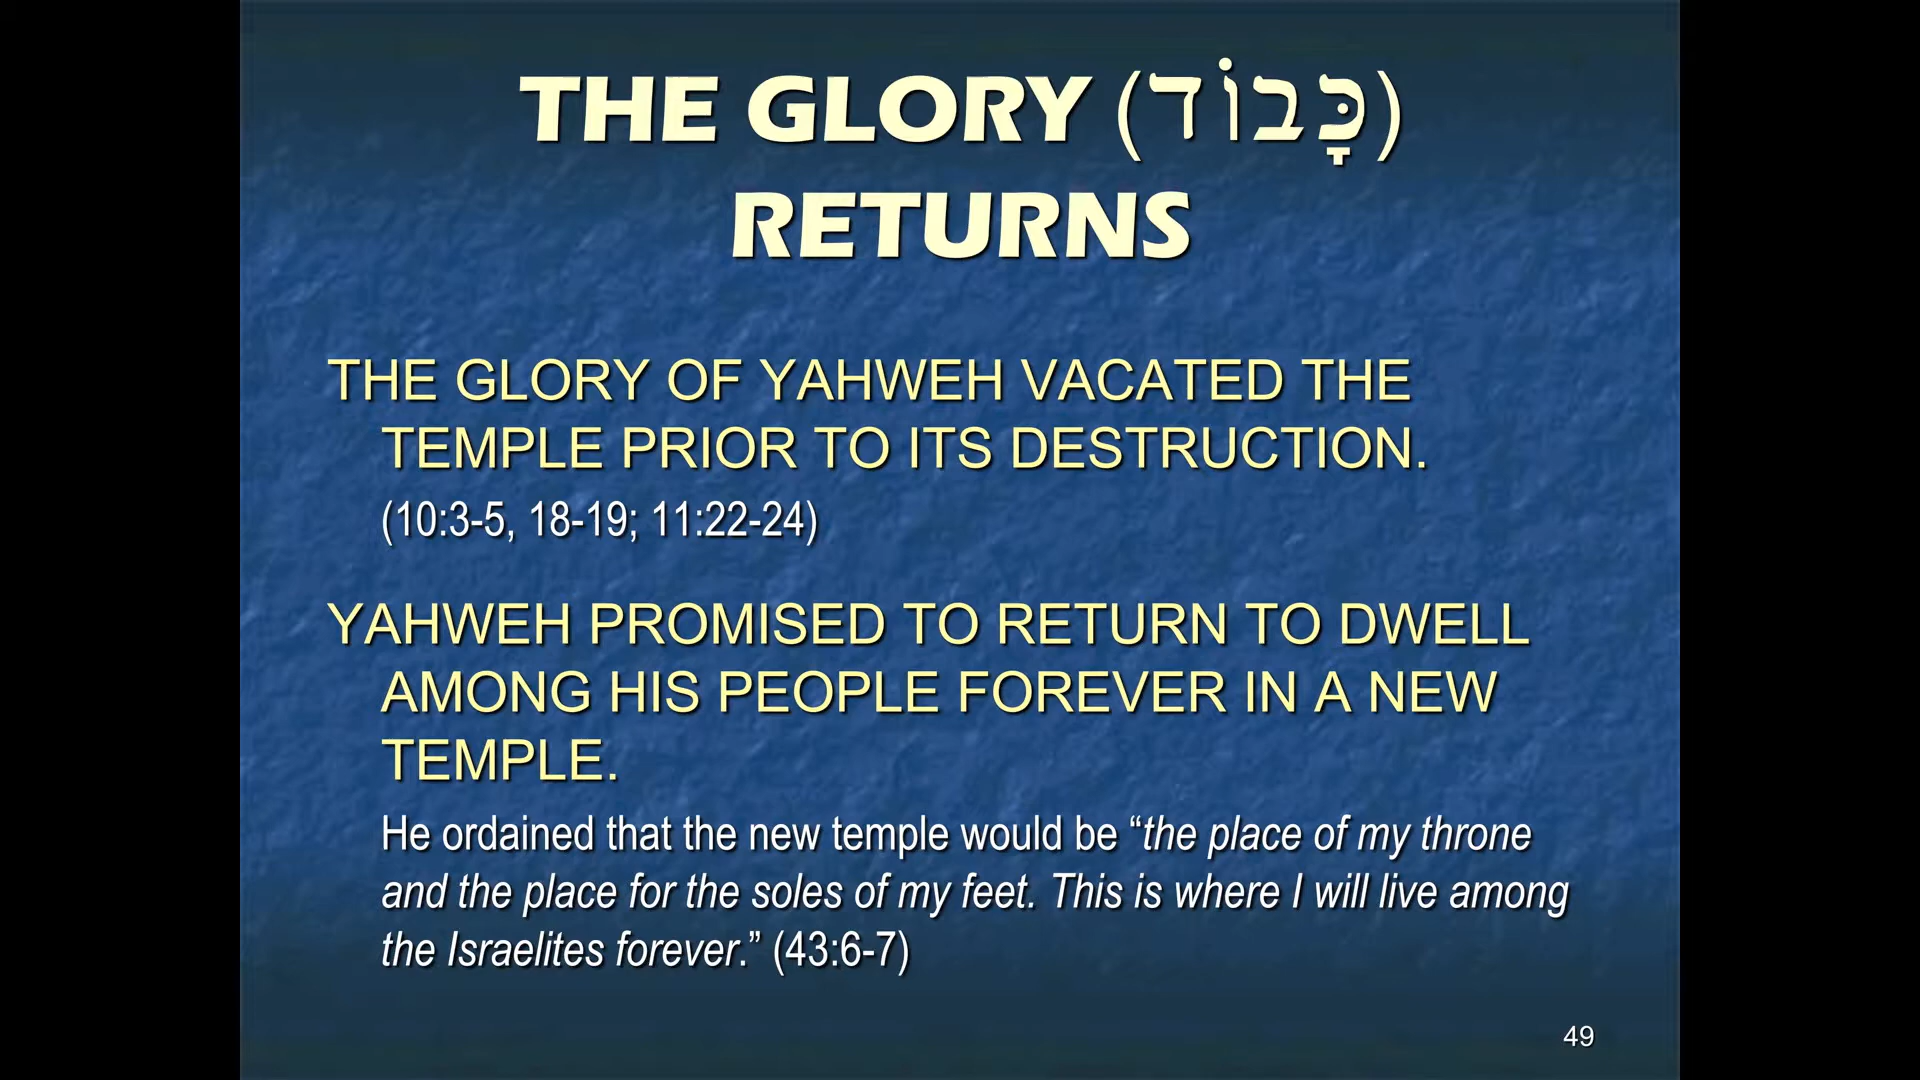 THE GLORY (כָּבוֹד)
RETURNS
THE GLORY OF YAHWEH VACATED THE
TEMPLE PRIOR TO ITS DESTRUCTION.
(10:3-5, 18-19; 11:22-24)
YAHWEH PROMISED TO RETURN TO DWELL
AMONG HIS PEOPLE FOREVER IN A NEW
TEMPLE.
He ordained that the new temple would be “the place of my throne
and the place for the soles of my feet. This is where I will live among
the Israelites forever.” (43:6-7)
49